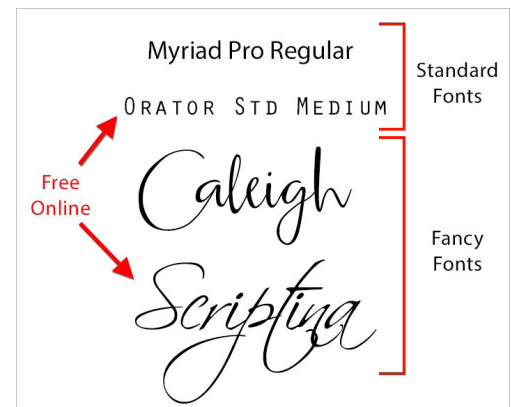 Myriad Pro Regular
Standard
Fonts
ORATOR STD MEDIUM
Free
Online
Caleigh
Fancy
Fonts
Scriptina